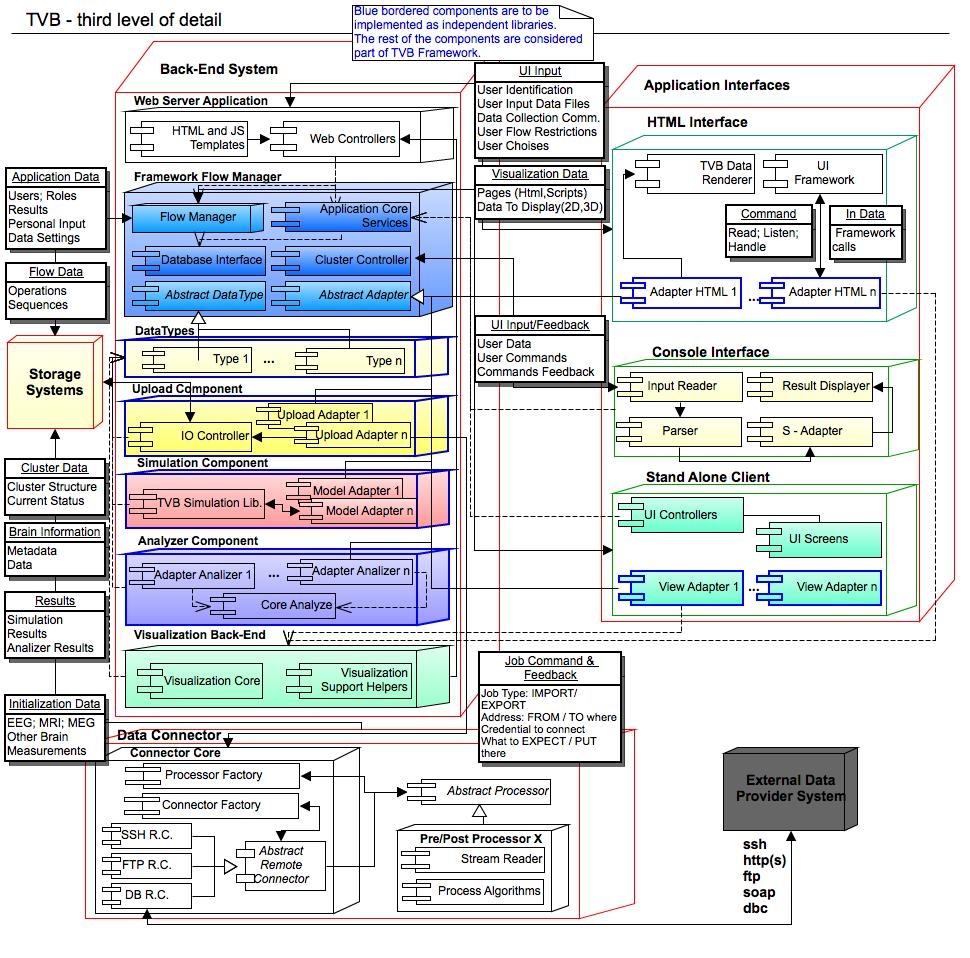 TVB - third level of detail
Blue bordered components are to be
implemented as independent libraries.
The rest of the components are considered
part of TVB Framework.
Back-End System
Web Server Application
HTML and JS
Templates
Web Controllers
Framework Flow Manager
Flow Manager
Application Core
Services
Database Interface
Cluster Controller
Abstract DataType
Abstract Adapter
DataTypes
Type 1
...
Type n
Upload Component
Upload Adapter 1
IO Controller
Upload Adapter n
Simulation Component
Model Adapter 1
TVB Simulation Lib.
Model Adapter n
Analyzer Component
Adapter Analizer 1
...
Adapter Analizer n
Core Analyze
Visualization Back-End
Visualization Core
Visualization
Support Helpers
Application Data
Users; Roles
Results
Personal Input
Data Settings
Flow Data
Operations
Sequences
Storage
Systems
Cluster Data
Cluster Structure
Current Status
Brain Information
Metadata
Data
Results
Simulation
Results
Analizer Results
Initialization Data
EEG; MRI; MEG
Other Brain
Measurements
UI Input
User Identification
User Input Data Files
Data Collection Comm.
User Flow Restrictions
User Choises
Visualization Data
Pages (Html,Scripts)
Data To Display(2D,3D)
UI Input/Feedback
User Data
User Commands
Commands Feedback
Application Interfaces
HTML Interface
TVB Data
Renderer
UI
Framework
Command
Read; Listen;
Handle
In Data
Framework
calls
Adapter HTML 1
...
Adapter HTML n
Console Interface
Input Reader
Result Displayer
Parser
S - Adapter
Stand Alone Client
UI Controllers
UI Screens
View Adapter 1
...
View Adapter n
Job Command &
Feedback
Job Type: IMPORT/
EXPORT
Address: FROM / TO where
Credential to connect
What to EXPECT / PUT
there
Data Connector
Connector Core
Processor Factory
Connector Factory
SSH R.C.
FTP R.C.
DB R.C.
Abstract
Remote
Connector
Abstract Processor
Pre/Post Processor X
Stream Reader
Process Algorithms
External Data
Provider System
ssh
http(s)
ftp
soap
dbc